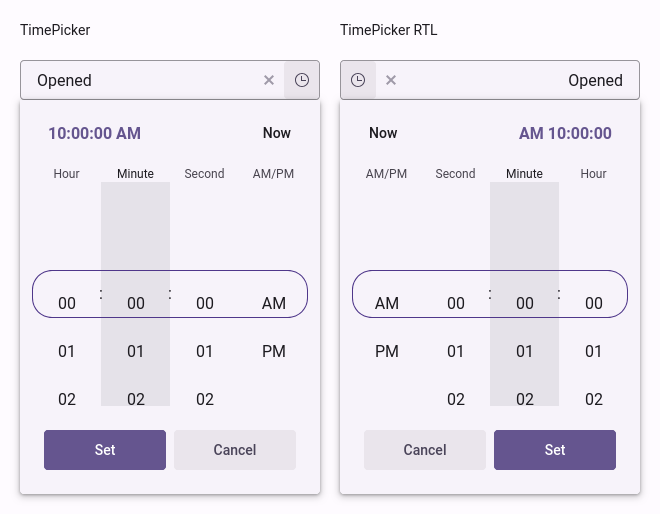 TimePicker
Opened
10:00:00 AM Now
Hour Minute Second AM/PM
00 : 00 : 00 AM
01 01 01 PM
02 02 02
Set Cancel
TimePicker RTL
Opened
Now AM 10:00:00
AM/PM Second Minute Hour
AM 00 : 00 : 00
PM 01 01 01
02 02 02
Cancel Set